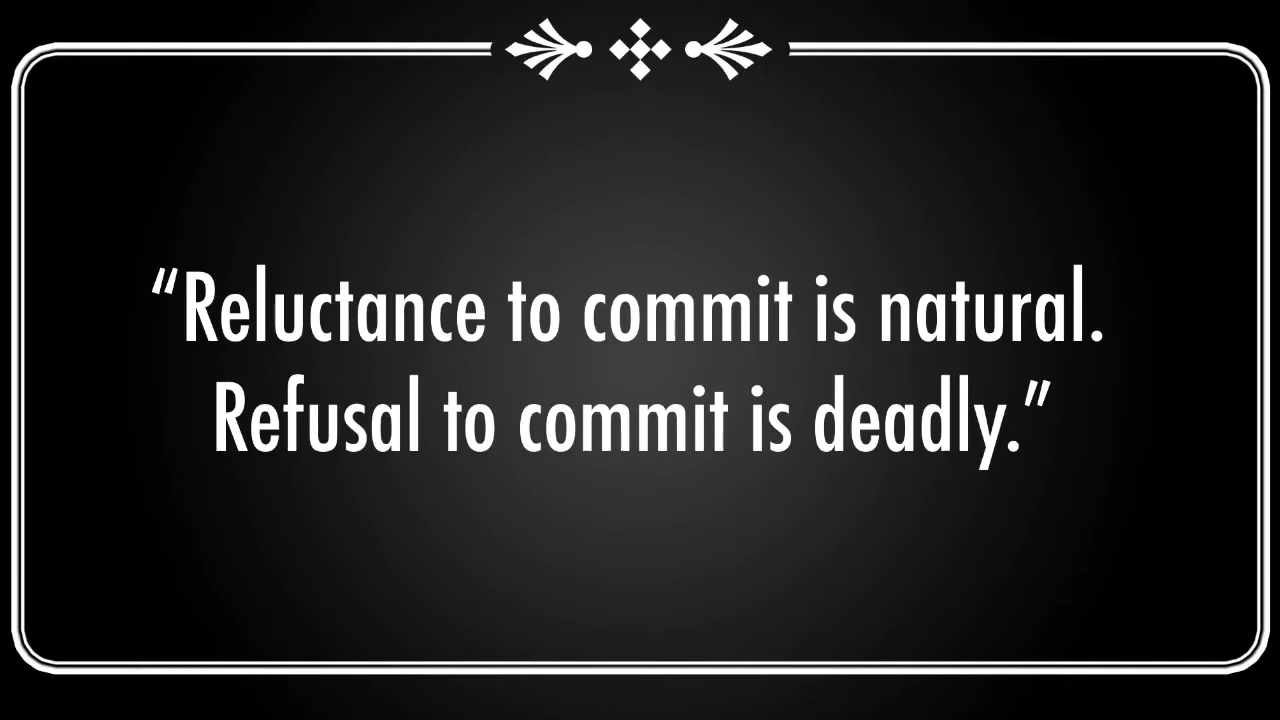 “Reluctance to commit is natural.
Refusal to commit is deadly.”